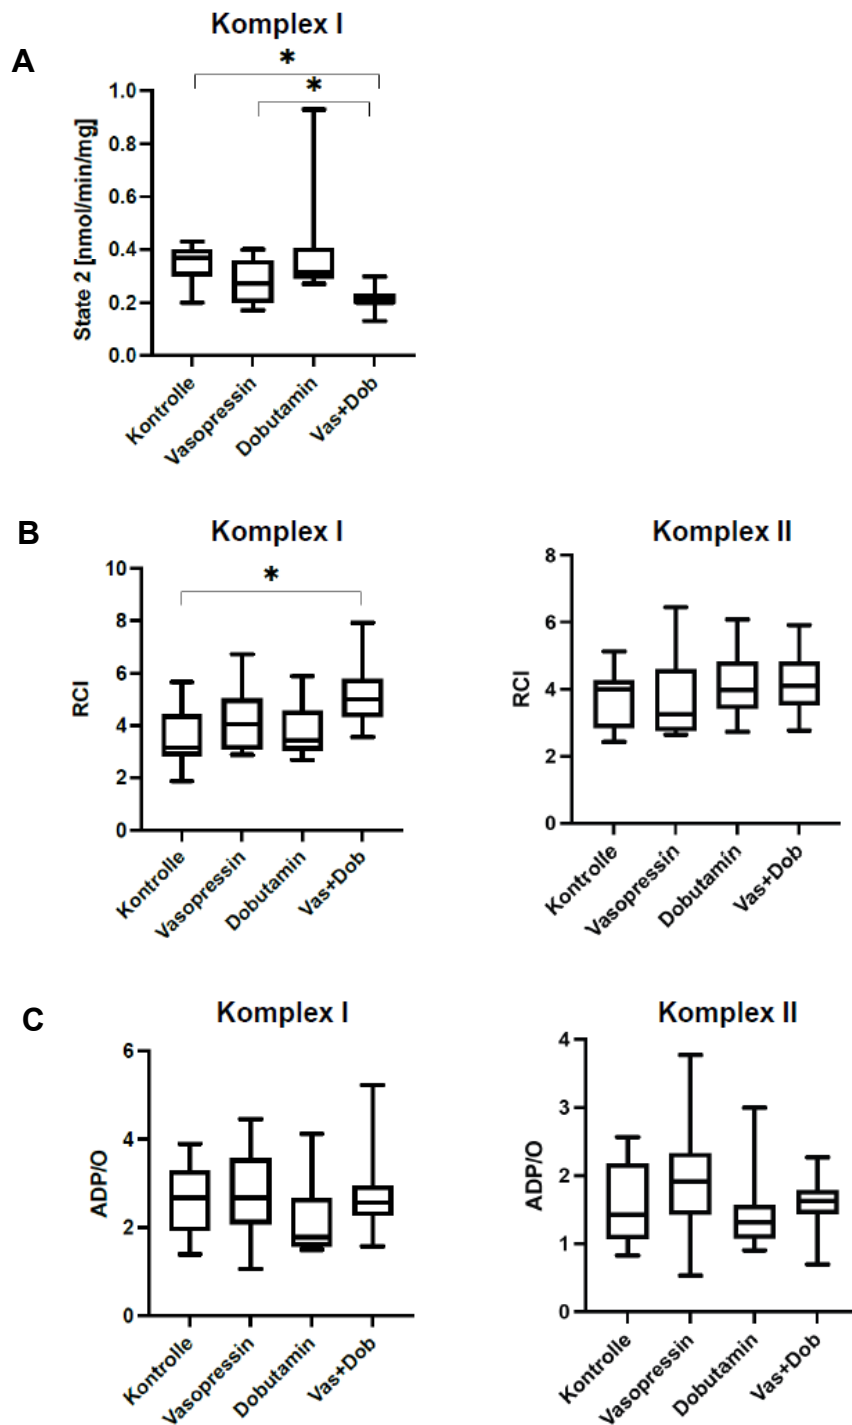 A
Komplex I
*
*
State 2 [nmol/min/mg]
1.0
0.8
0.6
0.4
0.2
0.0
Kontrolle
Vasopressin
Dobutamin
Vas+Dob
B
Komplex I
*
RCI
10
8
6
4
2
0
Kontrolle
Vasopressin
Dobutamin
Vas+Dob
Komplex II
RCI
8
6
4
2
0
Kontrolle
Vasopressin
Dobutamin
Vas+Dob
C
Komplex I
ADP/O
6
4
2
0
Kontrolle
Vasopressin
Dobutamin
Vas+Dob
Komplex II
ADP/O
4
3
2
1
0
Kontrolle
Vasopressin
Dobutamin
Vas+Dob